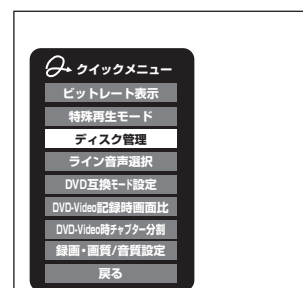 クイックメニュー
ビットレート表示
特殊再生モード
ディスク管理
ライン音声選択
DVD互換モード設定
DVD-Video記録時画面比
DVD-Video時チャプター分割
録画・画質/音質設定
戻る